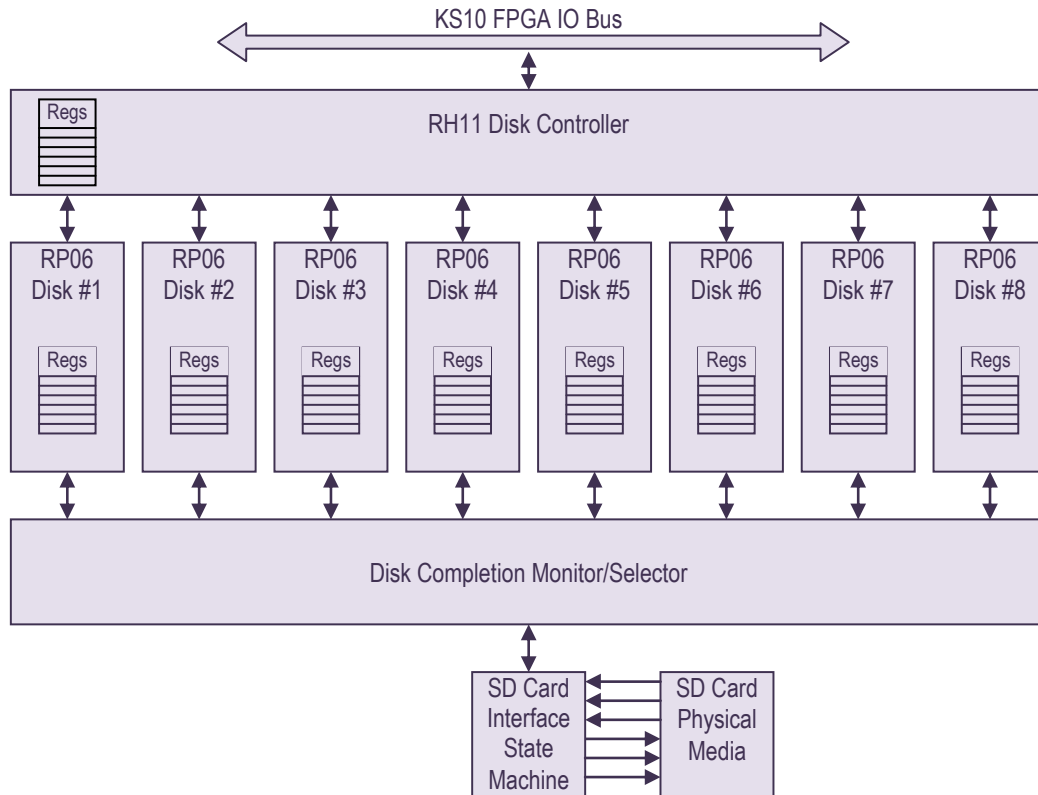 KS10 FPGA IO Bus
Regs
RH11 Disk Controller
RP06
Disk #1
Regs
RP06
Disk #2
Regs
RP06
Disk #3
Regs
RP06
Disk #4
Regs
RP06
Disk #5
Regs
RP06
Disk #6
Regs
RP06
Disk #7
Regs
RP06
Disk #8
Regs
Disk Completion Monitor/Selector
SD Card
Interface
State
Machine
SD Card
Physical
Media